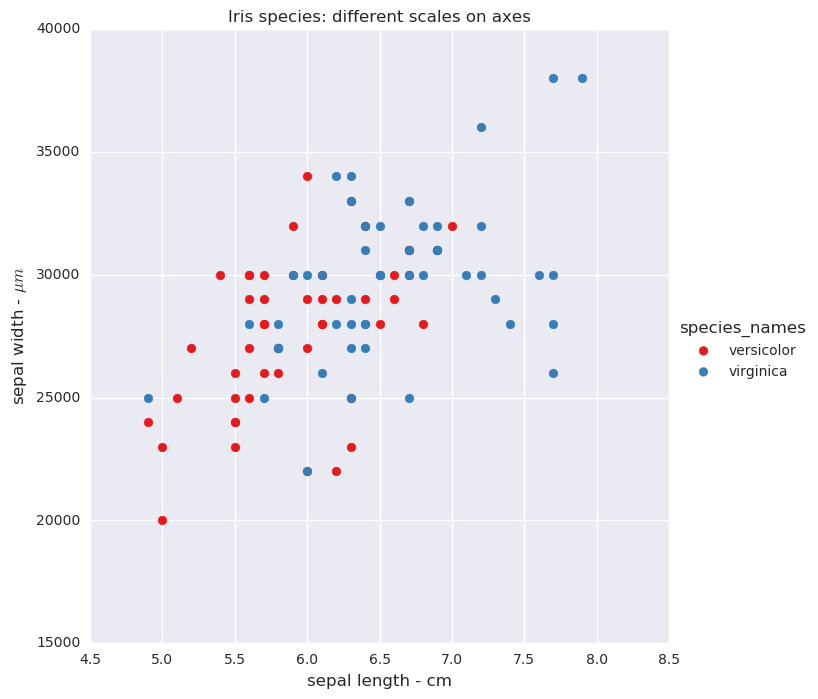 Iris species: different scales on axes
40000
35000
30000
25000
20000
15000
sepal width - μm
4.5 5.0 5.5 6.0 6.5 7.0 7.5 8.0 8.5
sepal length - cm
species_names
versicolor
virginica